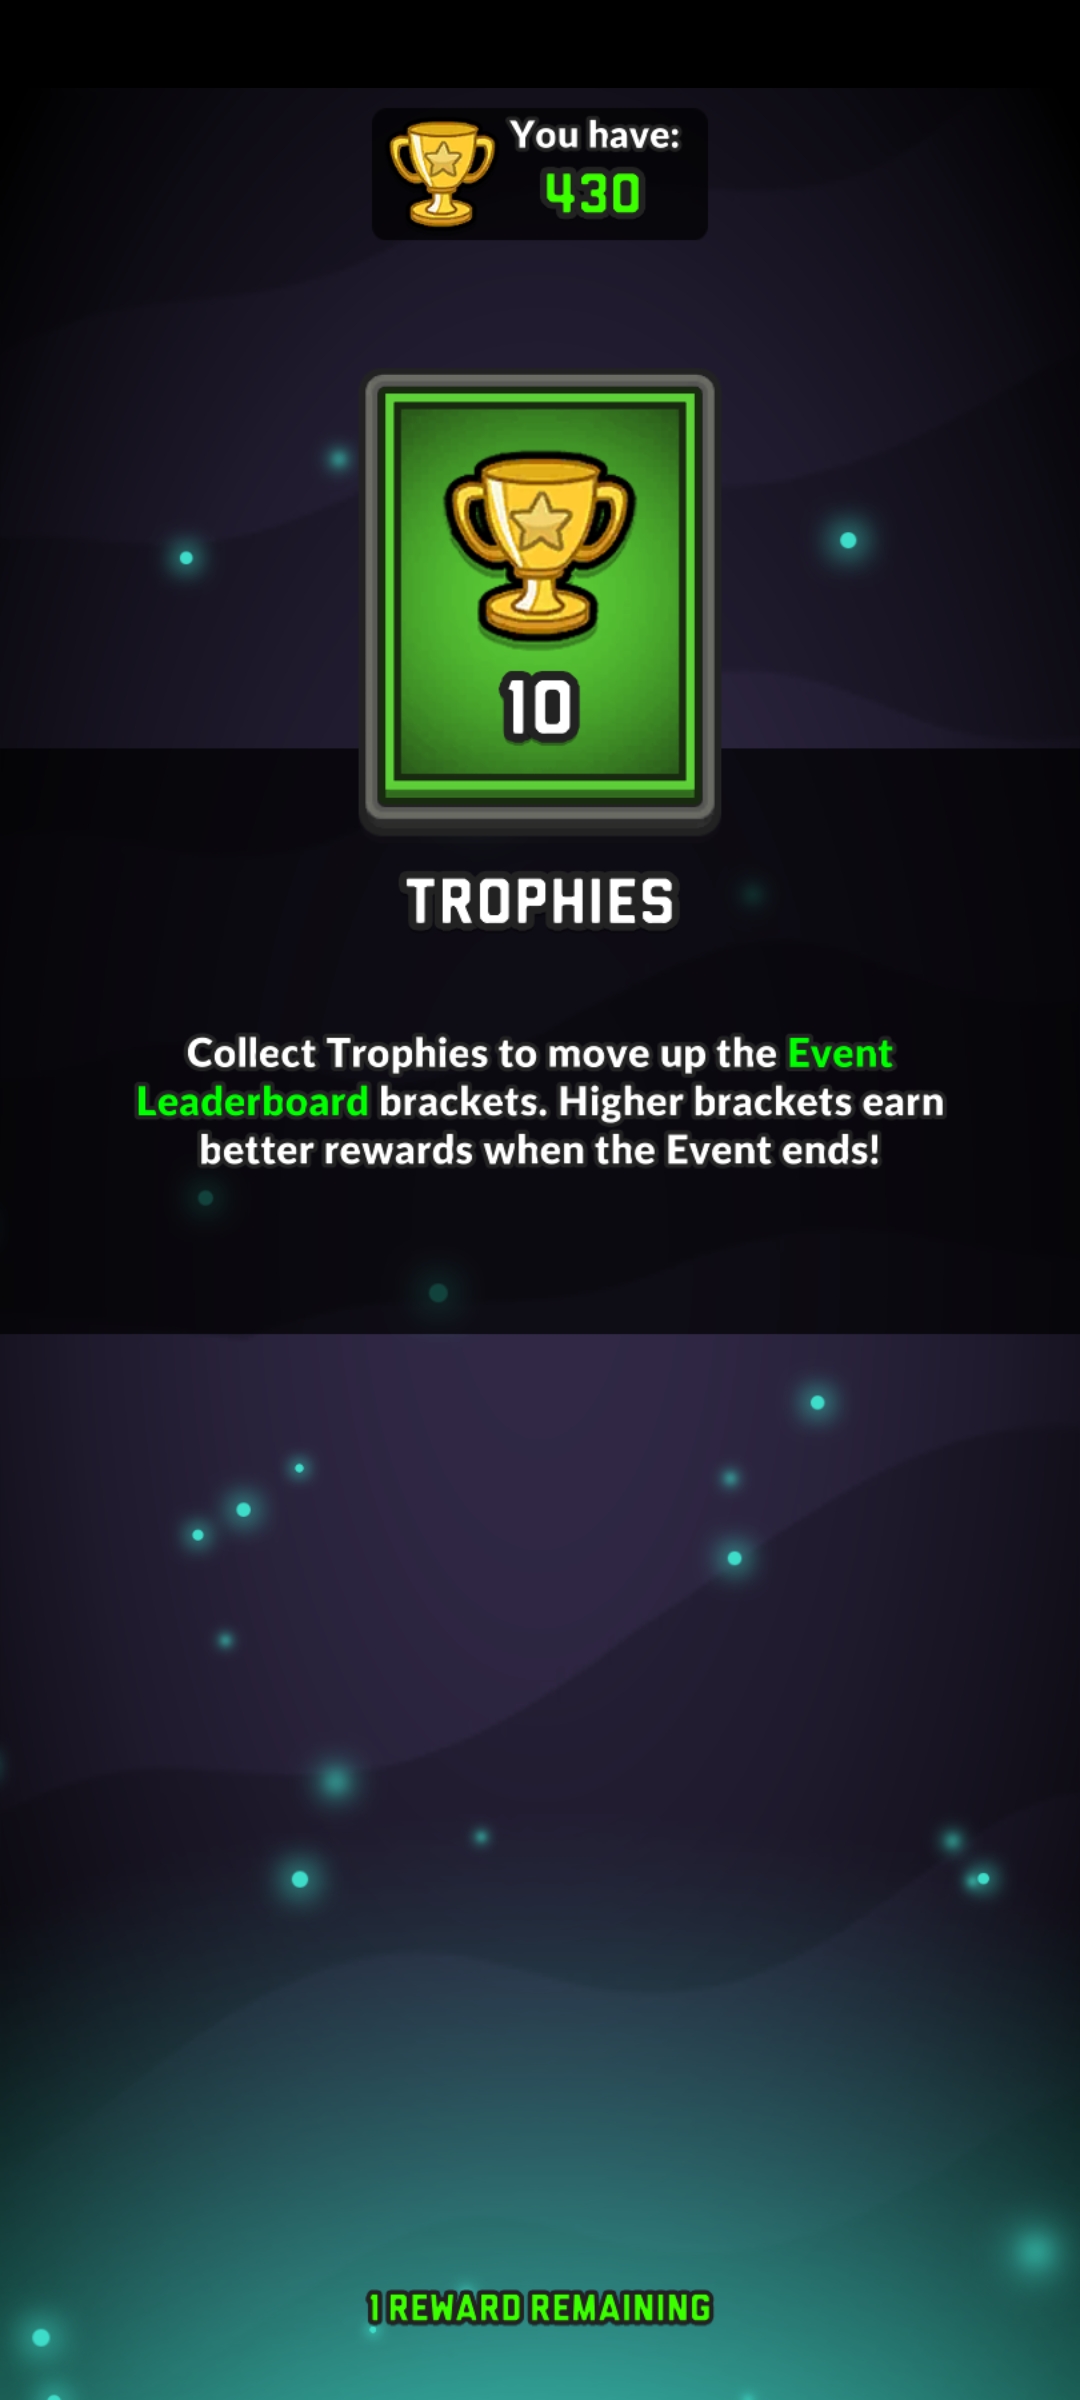 You have:
430
10
TROPHIES
Collect Trophies to move up the Event
Leaderboard brackets. Higher brackets earn
better rewards when the Event ends!
1 REWARD REMAINING